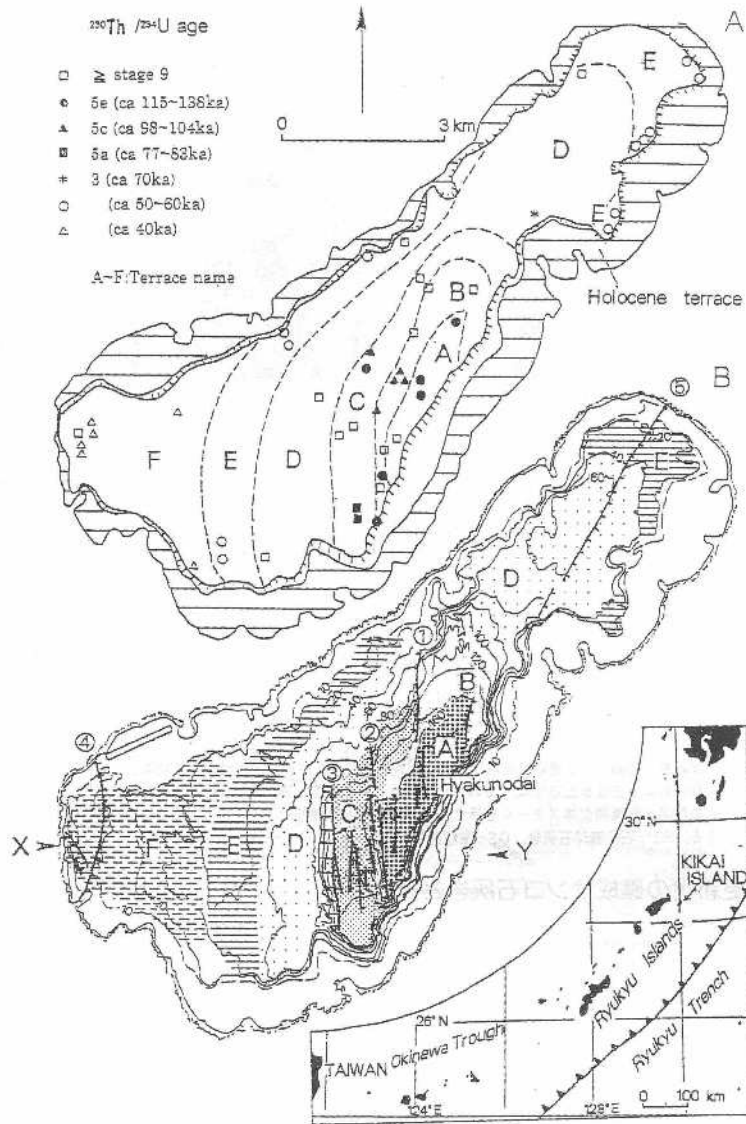 A
²³⁰Th /²³⁴U age
□ ≧ stage 9
● 5e (ca 115~138ka)
▲ 5c (ca 98~104ka)
■ 5a (ca 77~83ka)
* 3 (ca 70ka)
○ (ca 50~60ka)
△ (ca 40ka)
A~F:Terrace name
0 3 km
E
D
E
Holocene terrace
B
A
C
D
E
F
B
⑤
20
E
60
D
①
B
②
A
Hyakunodai
④
③
C
X
F
E
D
Y
30°N
KIKAI
ISLAND
Ryukyu Islands
Ryukyu Trench
26°N
TAIWAN
Okinawa Trough
124°E
128°E
0 100 km